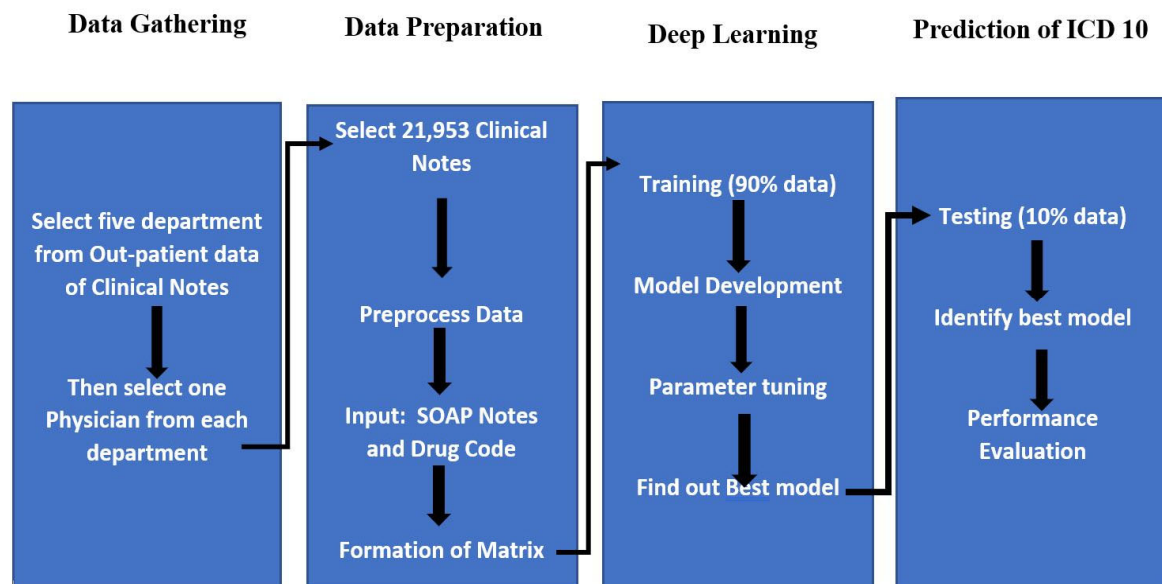 Data Gathering
Select five department
from Out-patient data
of Clinical Notes
Then select one
Physician from each
department
Data Preparation
Select 21,953 Clinical
Notes
Preprocess Data
Input: SOAP Notes
and Drug Code
Formation of Matrix
Deep Learning
Training (90% data)
Model Development
Parameter tuning
Find out Best model
Prediction of ICD 10
Testing (10% data)
Identify best model
Performance
Evaluation